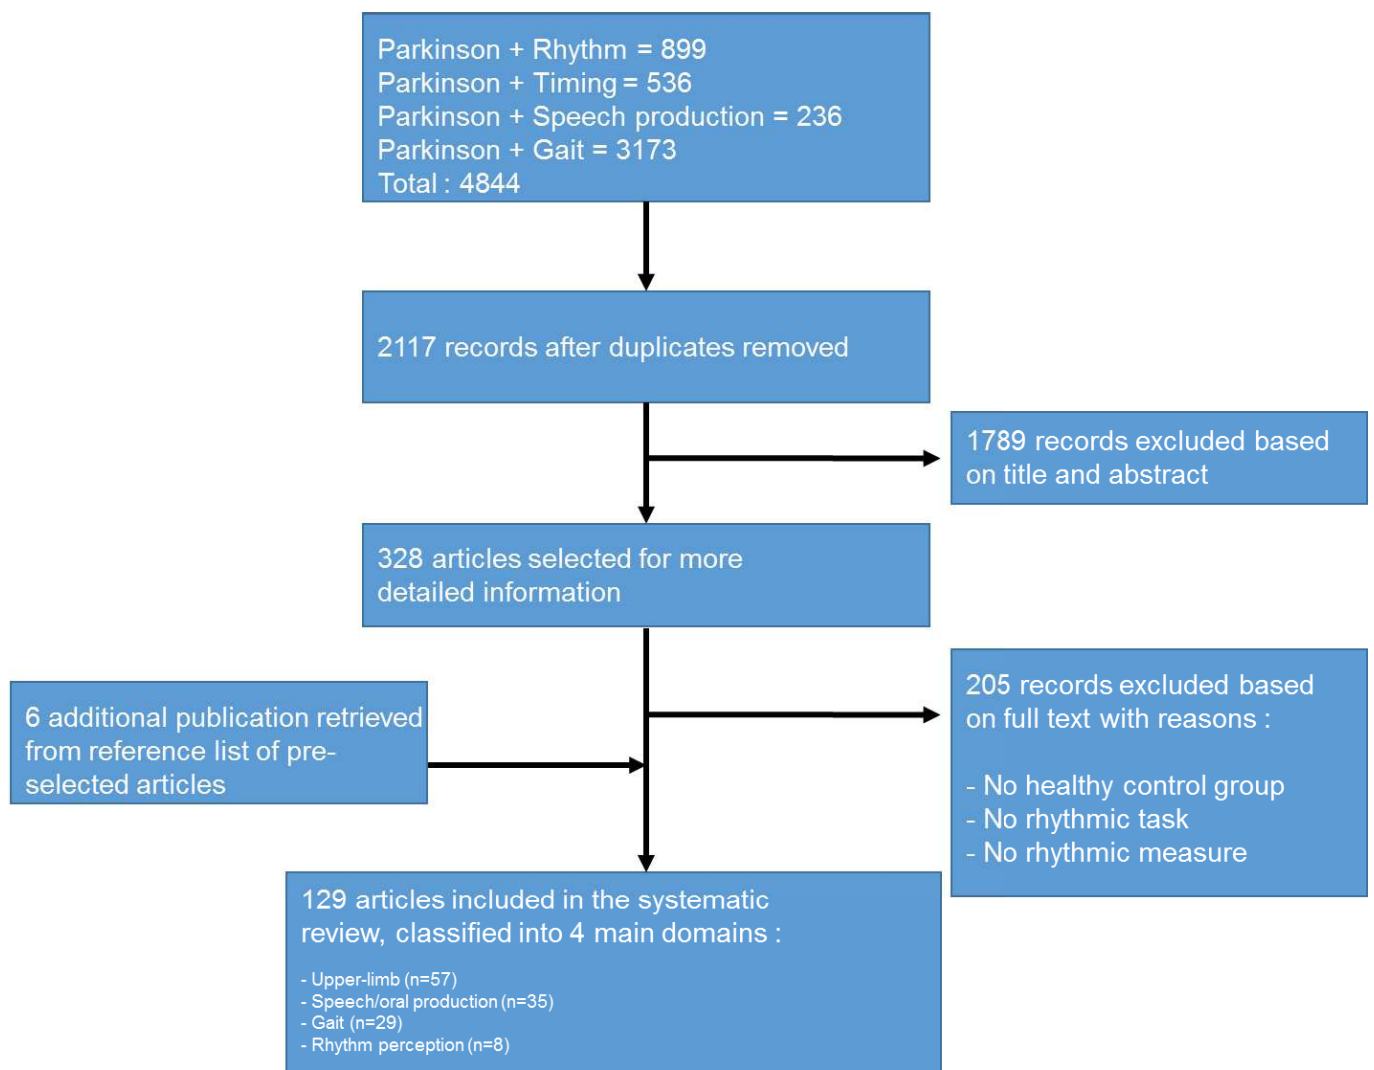 Parkinson + Rhythm = 899
Parkinson + Timing = 536
Parkinson + Speech production = 236
Parkinson + Gait = 3173
Total : 4844
2117 records after duplicates removed
1789 records excluded based
on title and abstract
328 articles selected for more
detailed information
6 additional publication retrieved
from reference list of pre-
selected articles
205 records excluded based
on full text with reasons :
- No healthy control group
- No rhythmic task
- No rhythmic measure
129 articles included in the systematic
review, classified into 4 main domains :
- Upper-limb (n=57)
- Speech/oral production (n=35)
- Gait (n=29)
- Rhythm perception (n=8)